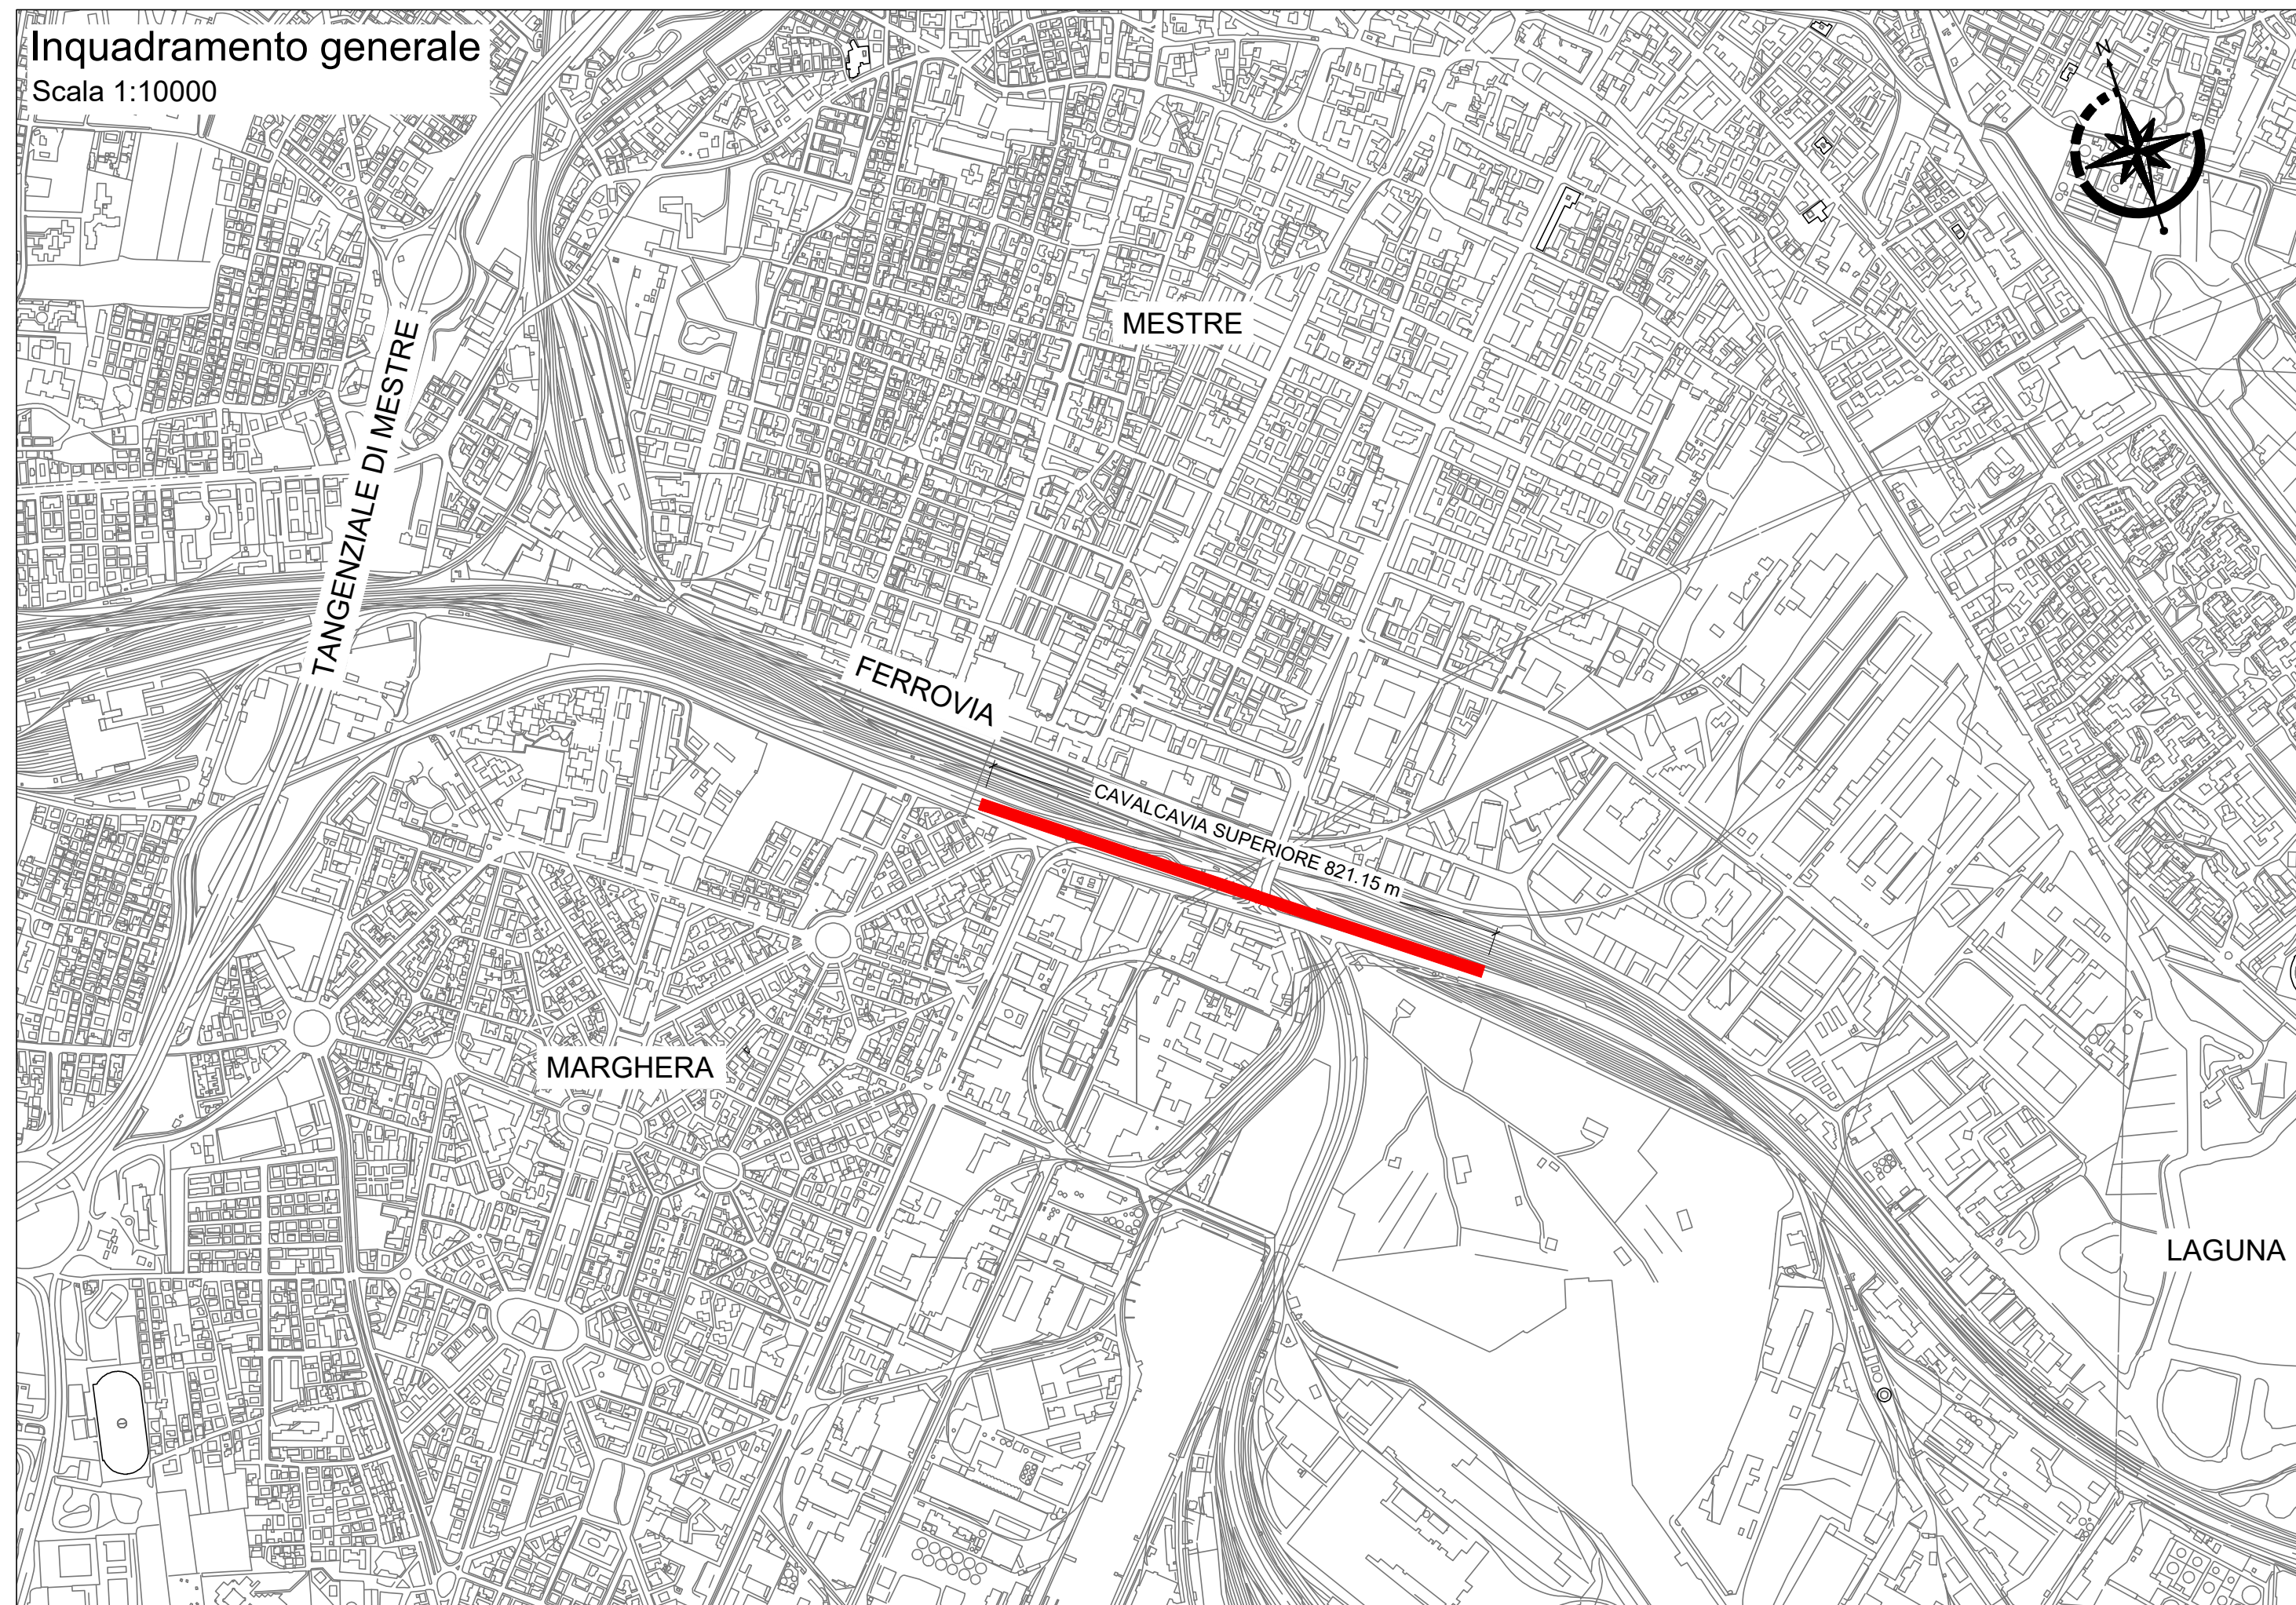 Inquadramento generale
Scala 1:10000
N
MESTRE
TANGENZIALE DI MESTRE
FERROVIA
CAVALCAVIA SUPERIORE 821.15 m
MARGHERA
LAGUNA